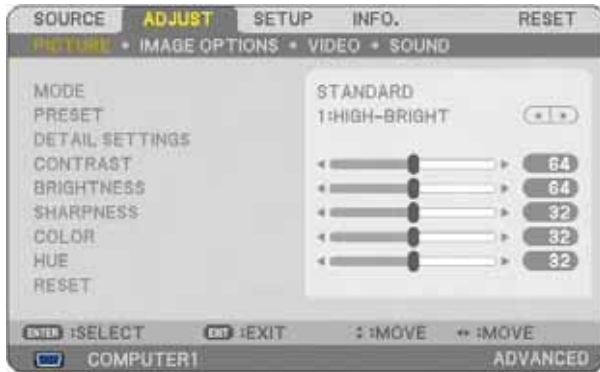 SOURCE ADJUST SETUP INFO. RESET
PICTURE • IMAGE OPTIONS • VIDEO • SOUND
MODE STANDARD
PRESET 1:HIGH-BRIGHT
DETAIL SETTINGS
CONTRAST 64
BRIGHTNESS 64
SHARPNESS 32
COLOR 32
HUE 32
RESET
ENTER :SELECT EXIT :EXIT ↕ :MOVE ↔ :MOVE
COMPUTER1 ADVANCED